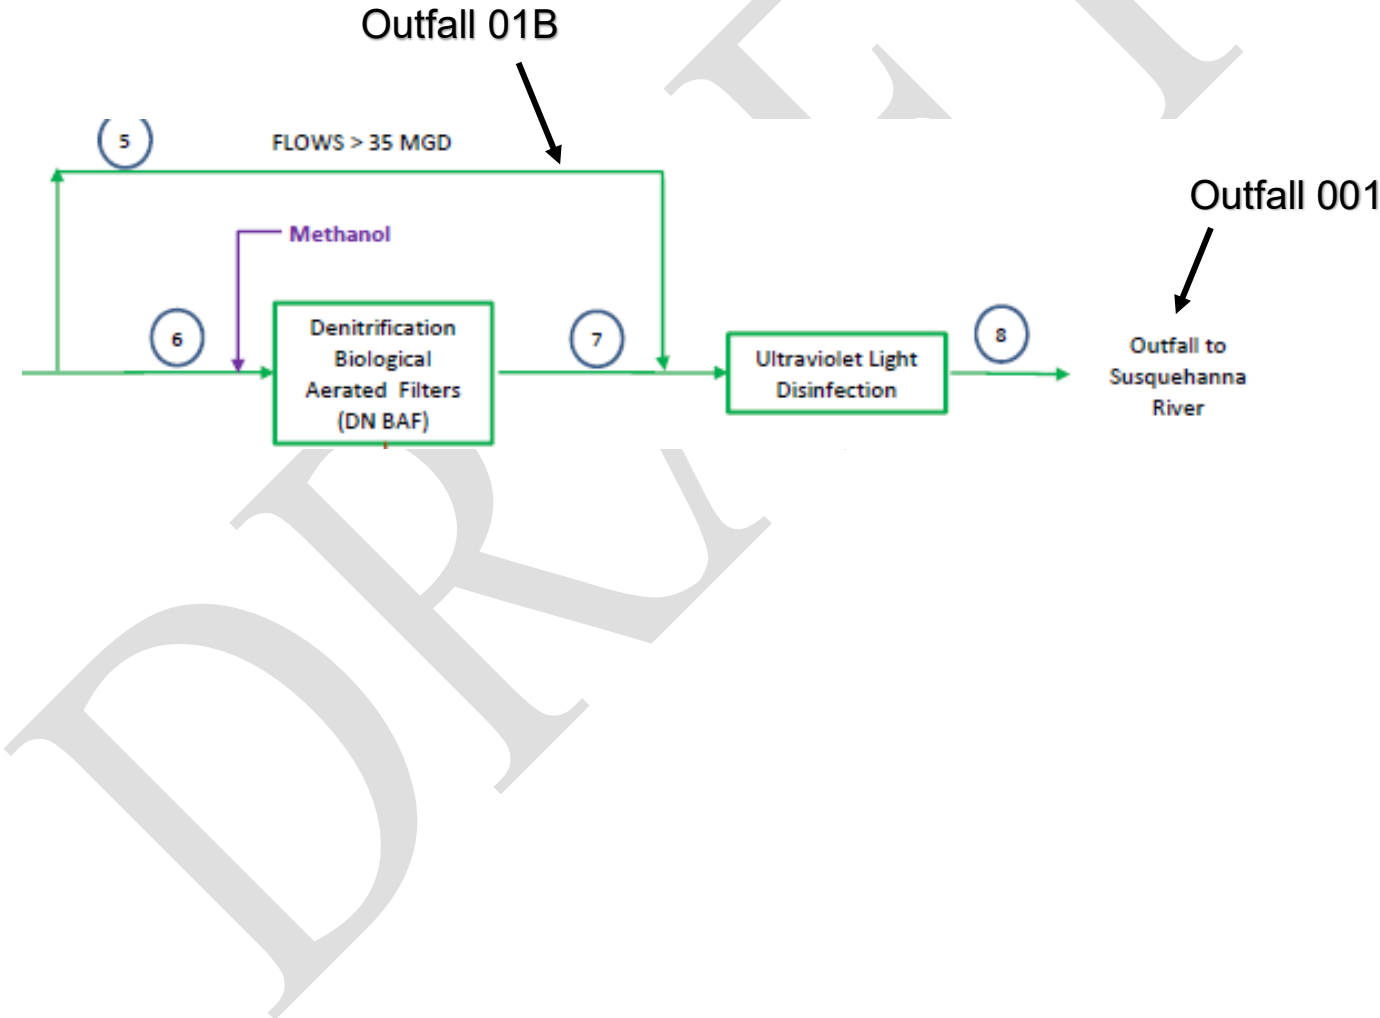 Outfall 01B
5
FLOWS > 35 MGD
Outfall 001
Methanol
6
Denitrification
Biological
Aerated Filters
(DN BAF)
7
Ultraviolet Light
Disinfection
8
Outfall to
Susquehanna
River
DRAFT